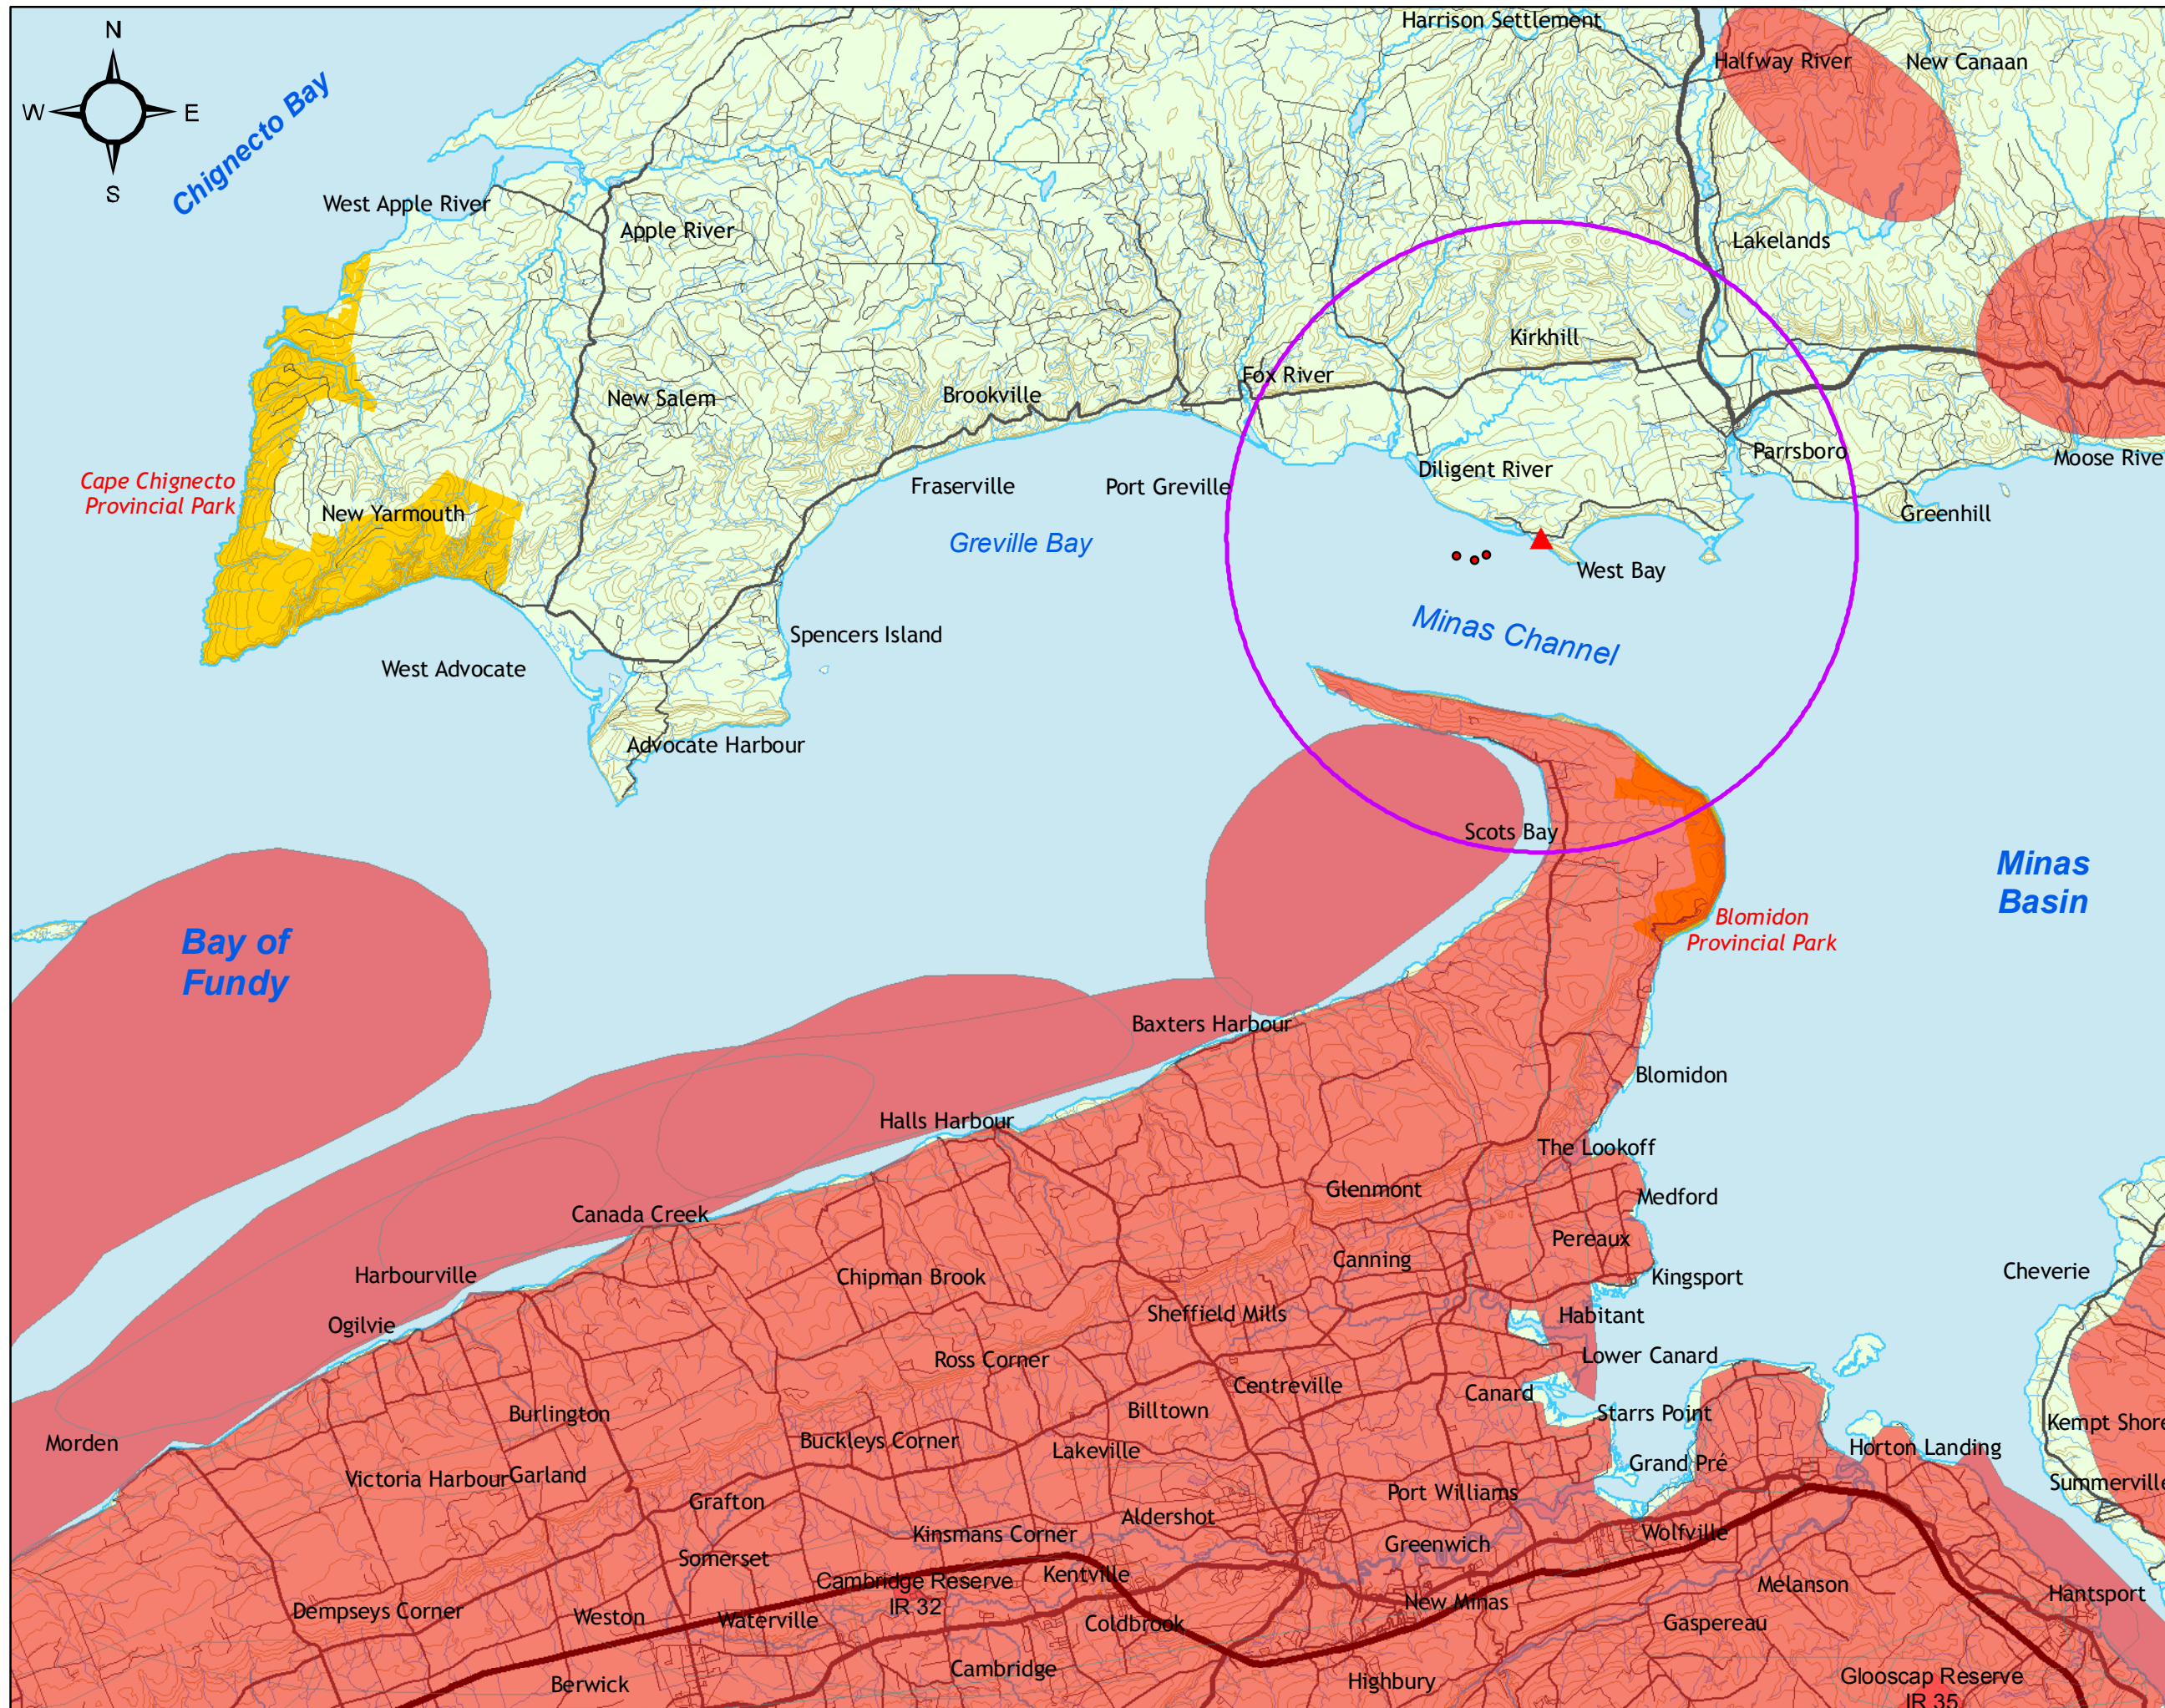 Harrison Settlement
N
Halfway River
New Canaan
W
E
Chignecto Bay
S
West Apple River
Apple River
Lakelands
Kirkhill
Fox River
New Salem
Brookville
Parrsboro
Moose Rive
Diligent River
Cape Chignecto
Provincial Park
Fraserville
Port Greville
New Yarmouth
Greenhill
Greville Bay
West Bay
Minas Channel
Spencers Island
West Advocate
Advocate Harbour
Scots Bay
Minas
Basin
Blomidon
Provincial Park
Bay of
Fundy
Baxters Harbour
Blomidon
Halls Harbour
The Lookoff
Glenmont
Medford
Canada Creek
Pereaux
Canning
Cheverie
Harbourville
Chipman Brook
Kingsport
Sheffield Mills
Habitant
Ogilvie
Ross Corner
Lower Canard
Centreville
Canard
Burlington
Billtown
Starrs Point
Kempt Shore
Morden
Buckleys Corner
Lakeville
Horton Landing
Grand Pré
Victoria Harbour
Garland
Summerville
Port Williams
Grafton
Aldershot
Kinsmans Corner
Wolfville
Greenwich
Somerset
Kentville
Cambridge Reserve
IR 32
Melanson
Hantsport
New Minas
Dempseys Corner
Weston
Waterville
Coldbrook
Gaspereau
Cambridge
Glooscap Reserve
IR 35
Berwick
Highbury